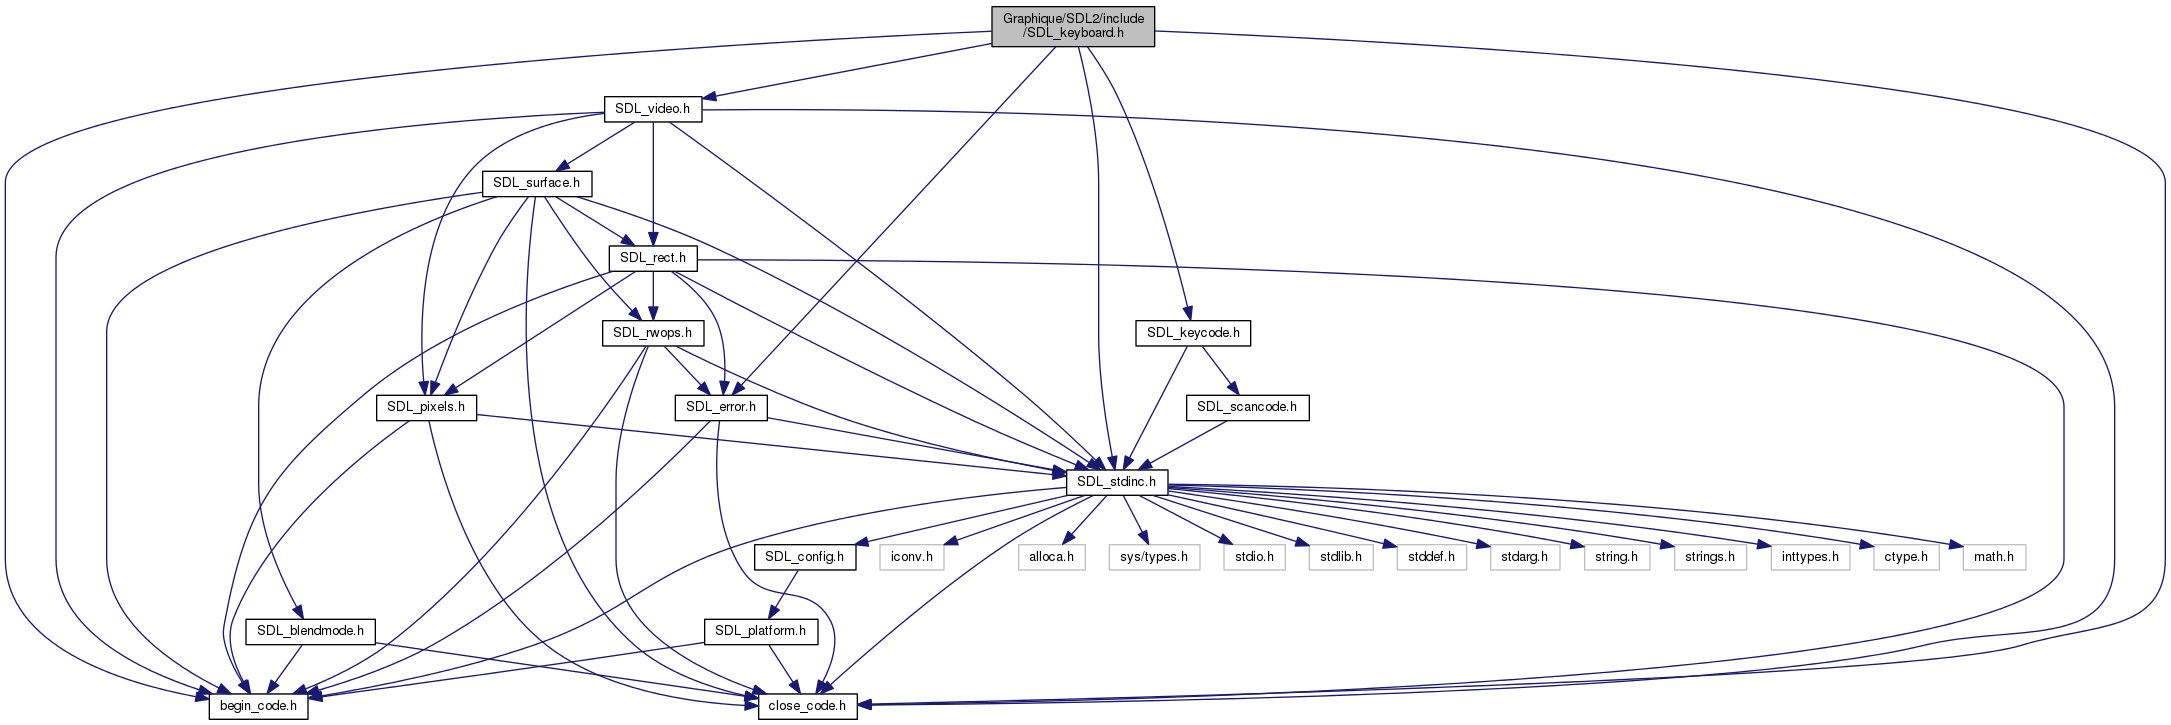 Graphique/SDL2/include
/SDL_keyboard.h
SDL_video.h
SDL_surface.h
SDL_rect.h
SDL_rwops.h
SDL_keycode.h
SDL_pixels.h
SDL_error.h
SDL_scancode.h
SDL_stdinc.h
SDL_config.h
iconv.h
alloca.h
sys/types.h
stdio.h
stdlib.h
stddef.h
stdarg.h
string.h
strings.h
inttypes.h
ctype.h
math.h
SDL_blendmode.h
SDL_platform.h
begin_code.h
close_code.h